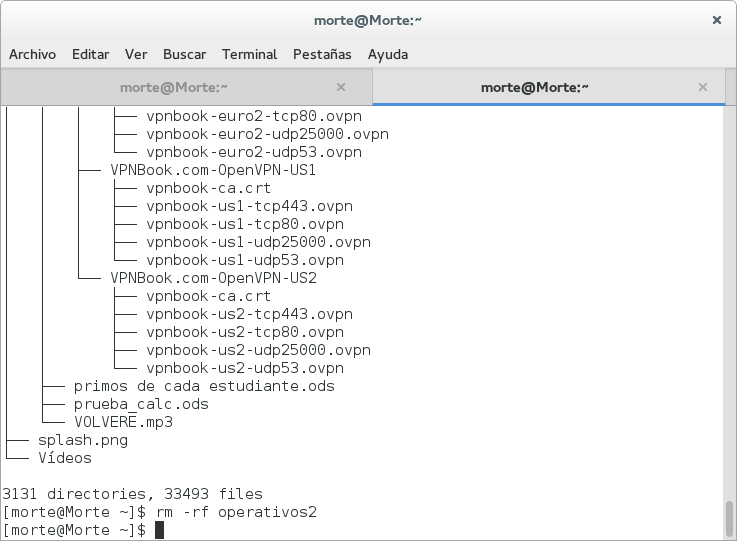 morte@Morte:~ ×
Archivo Editar Ver Buscar Terminal Pestañas Ayuda
morte@Morte:~ × morte@Morte:~ ×
│   │   │   ├── vpnbook-euro2-tcp80.ovpn
│   │   │   ├── vpnbook-euro2-udp25000.ovpn
│   │   │   └── vpnbook-euro2-udp53.ovpn
│   │   ├── VPNBook.com-OpenVPN-US1
│   │   │   ├── vpnbook-ca.crt
│   │   │   ├── vpnbook-us1-tcp443.ovpn
│   │   │   ├── vpnbook-us1-tcp80.ovpn
│   │   │   ├── vpnbook-us1-udp25000.ovpn
│   │   │   └── vpnbook-us1-udp53.ovpn
│   │   └── VPNBook.com-OpenVPN-US2
│   │       ├── vpnbook-ca.crt
│   │       ├── vpnbook-us2-tcp443.ovpn
│   │       ├── vpnbook-us2-tcp80.ovpn
│   │       ├── vpnbook-us2-udp25000.ovpn
│   │       └── vpnbook-us2-udp53.ovpn
│   ├── primos de cada estudiante.ods
│   ├── prueba_calc.ods
│   └── VOLVERE.mp3
├── splash.png
└── Vídeos
3131 directories, 33493 files
[morte@Morte ~]$ rm -rf operativos2
[morte@Morte ~]$